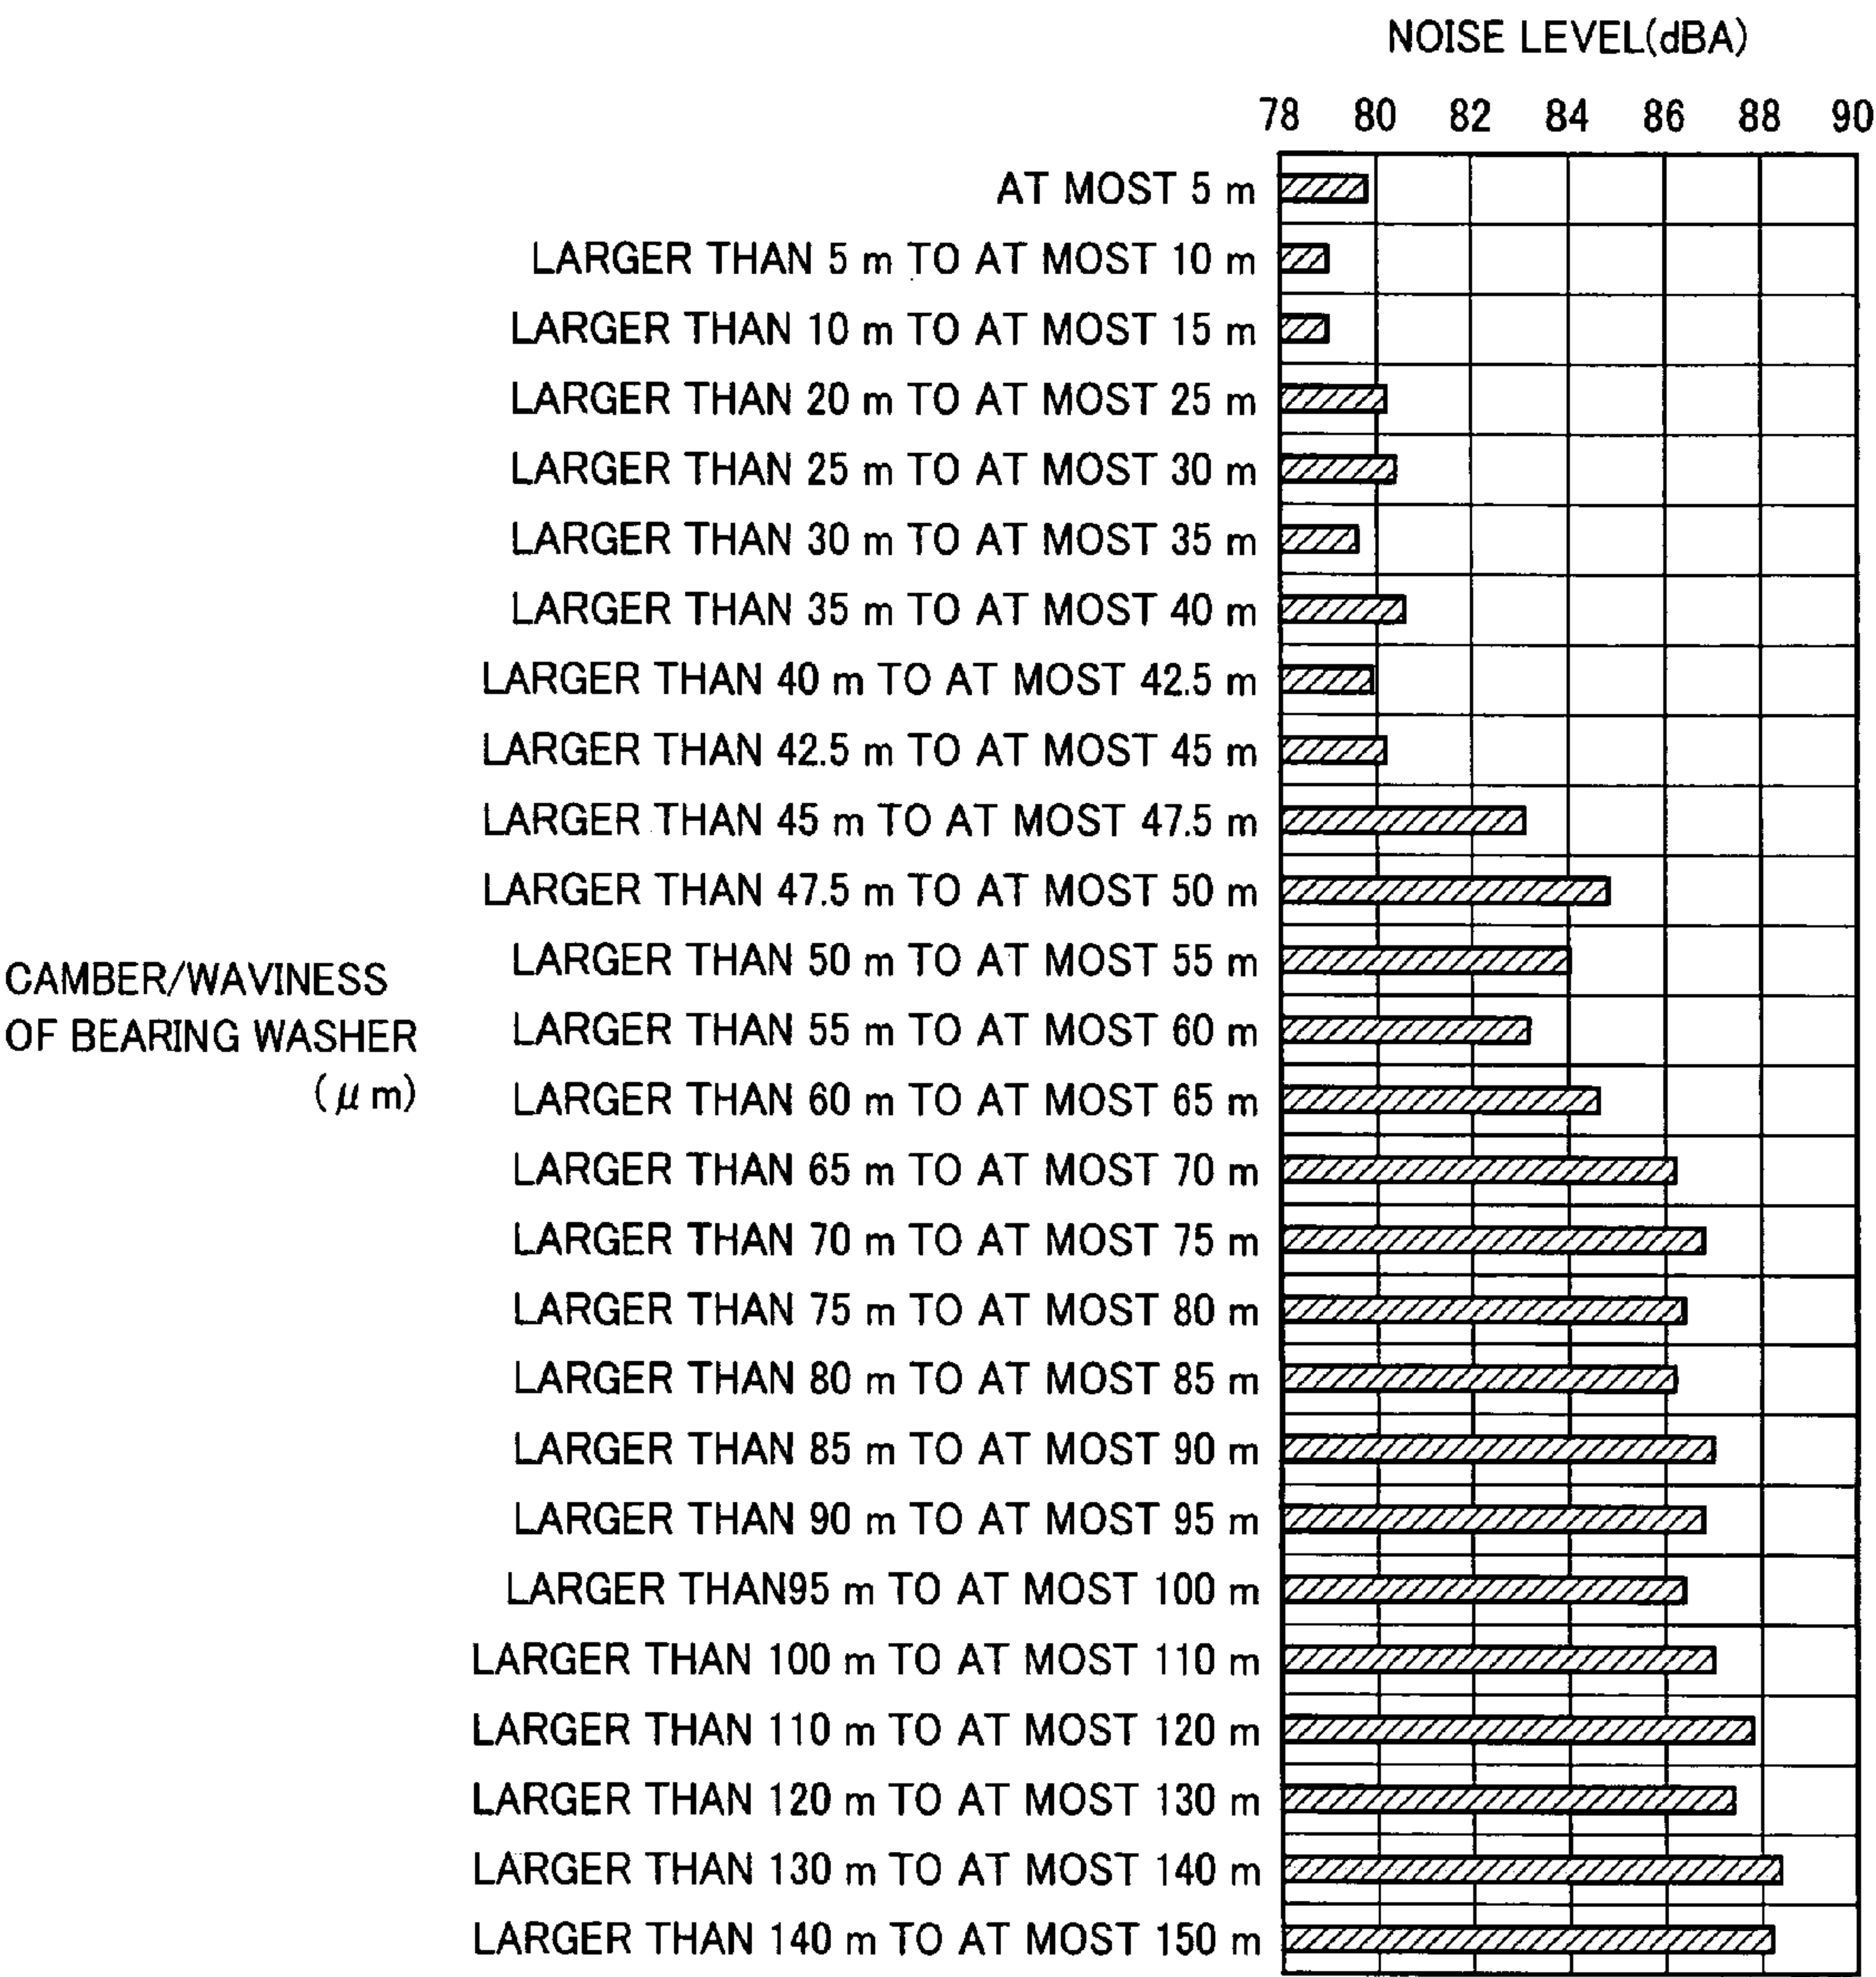 NOISE LEVEL(dBA)
78 80 82 84 86 88 90
AT MOST 5 m
LARGER THAN 5 m TO AT MOST 10 m
LARGER THAN 10 m TO AT MOST 15 m
LARGER THAN 20 m TO AT MOST 25 m
LARGER THAN 25 m TO AT MOST 30 m
LARGER THAN 30 m TO AT MOST 35 m
LARGER THAN 35 m TO AT MOST 40 m
LARGER THAN 40 m TO AT MOST 42.5 m
LARGER THAN 42.5 m TO AT MOST 45 m
LARGER THAN 45 m TO AT MOST 47.5 m
LARGER THAN 47.5 m TO AT MOST 50 m
LARGER THAN 50 m TO AT MOST 55 m
LARGER THAN 55 m TO AT MOST 60 m
LARGER THAN 60 m TO AT MOST 65 m
LARGER THAN 65 m TO AT MOST 70 m
LARGER THAN 70 m TO AT MOST 75 m
LARGER THAN 75 m TO AT MOST 80 m
LARGER THAN 80 m TO AT MOST 85 m
LARGER THAN 85 m TO AT MOST 90 m
LARGER THAN 90 m TO AT MOST 95 m
LARGER THAN95 m TO AT MOST 100 m
LARGER THAN 100 m TO AT MOST 110 m
LARGER THAN 110 m TO AT MOST 120 m
LARGER THAN 120 m TO AT MOST 130 m
LARGER THAN 130 m TO AT MOST 140 m
LARGER THAN 140 m TO AT MOST 150 m
CAMBER/WAVINESS
OF BEARING WASHER
(μm)